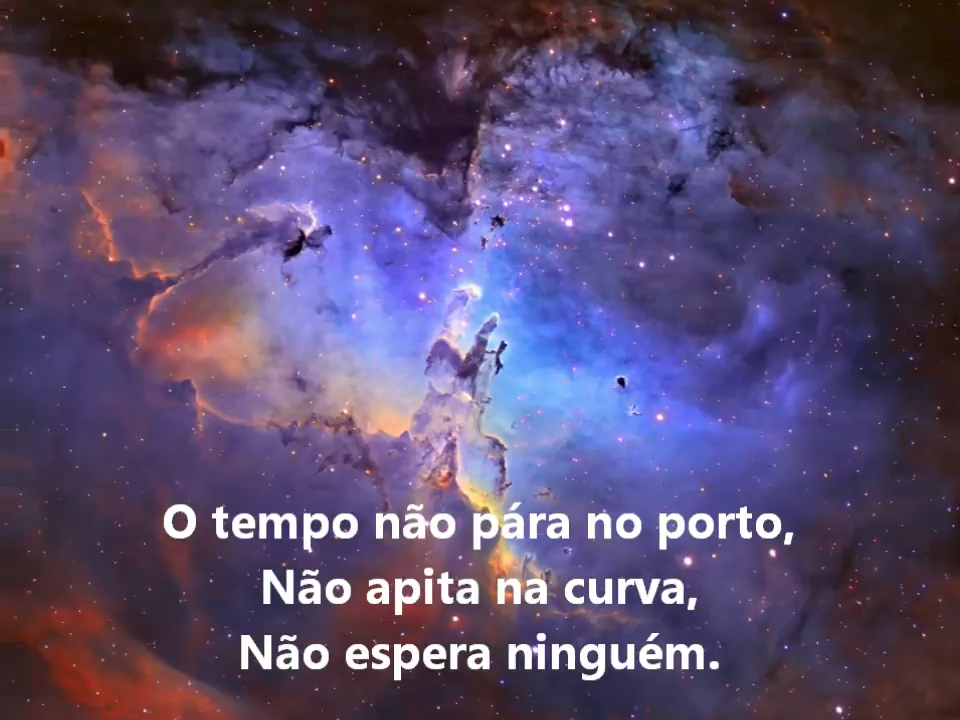 O tempo não pára no porto,
Não apita na curva,
Não espera ninguém.